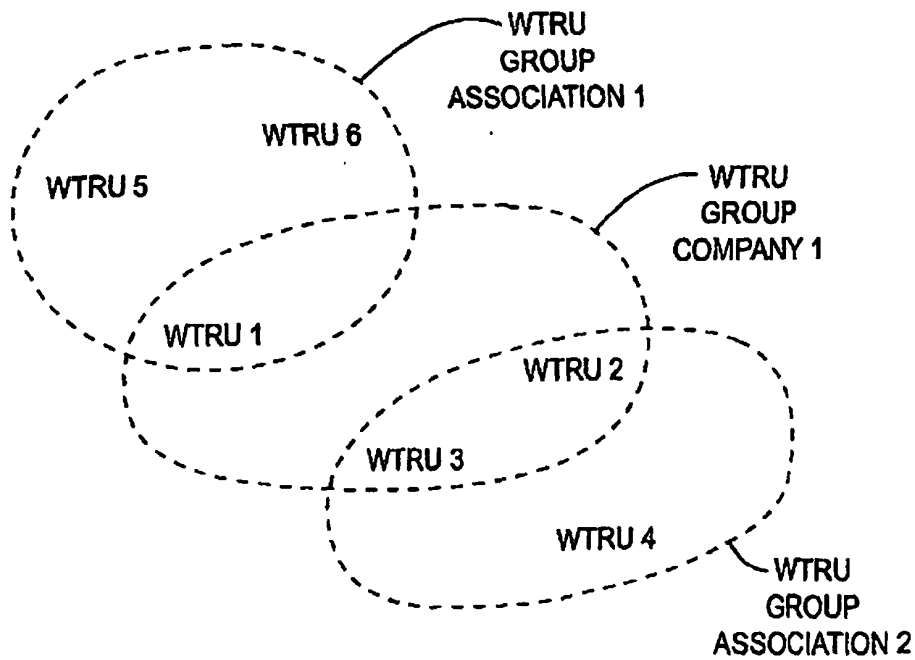 WTRU
GROUP
ASSOCIATION 1
WTRU 6
WTRU 5
WTRU
GROUP
COMPANY 1
WTRU 1
WTRU 2
WTRU 3
WTRU 4
WTRU
GROUP
ASSOCIATION 2